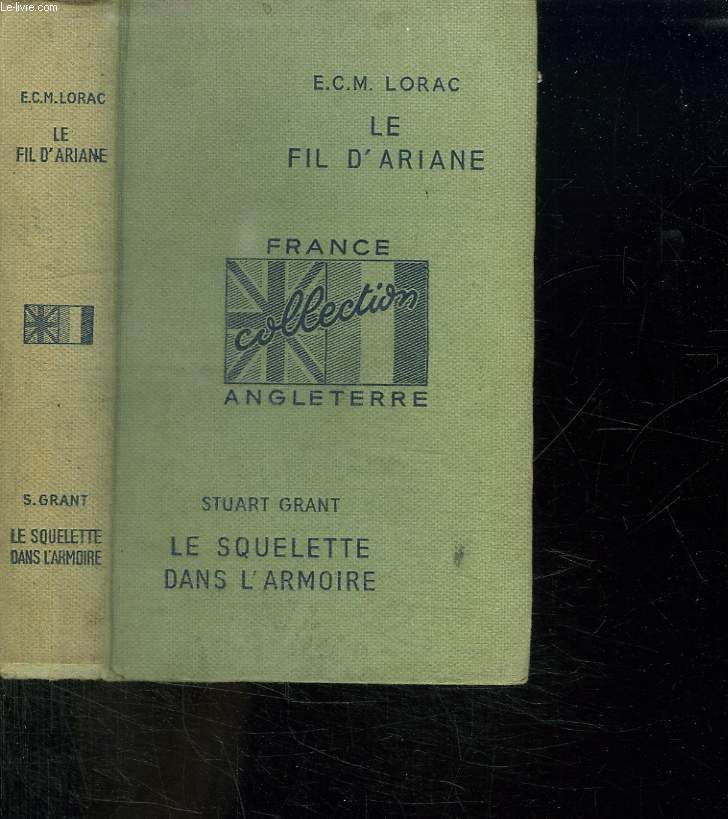 Le-livre.com
E.C.M.LORAC
LE
FIL D'ARIANE
S.GRANT
LE SQUELETTE
DANS L'ARMOIRE
E.C.M. LORAC
LE
FIL D'ARIANE
FRANCE
collection
ANGLETERRE
STUART GRANT
LE SQUELETTE
DANS L'ARMOIRE